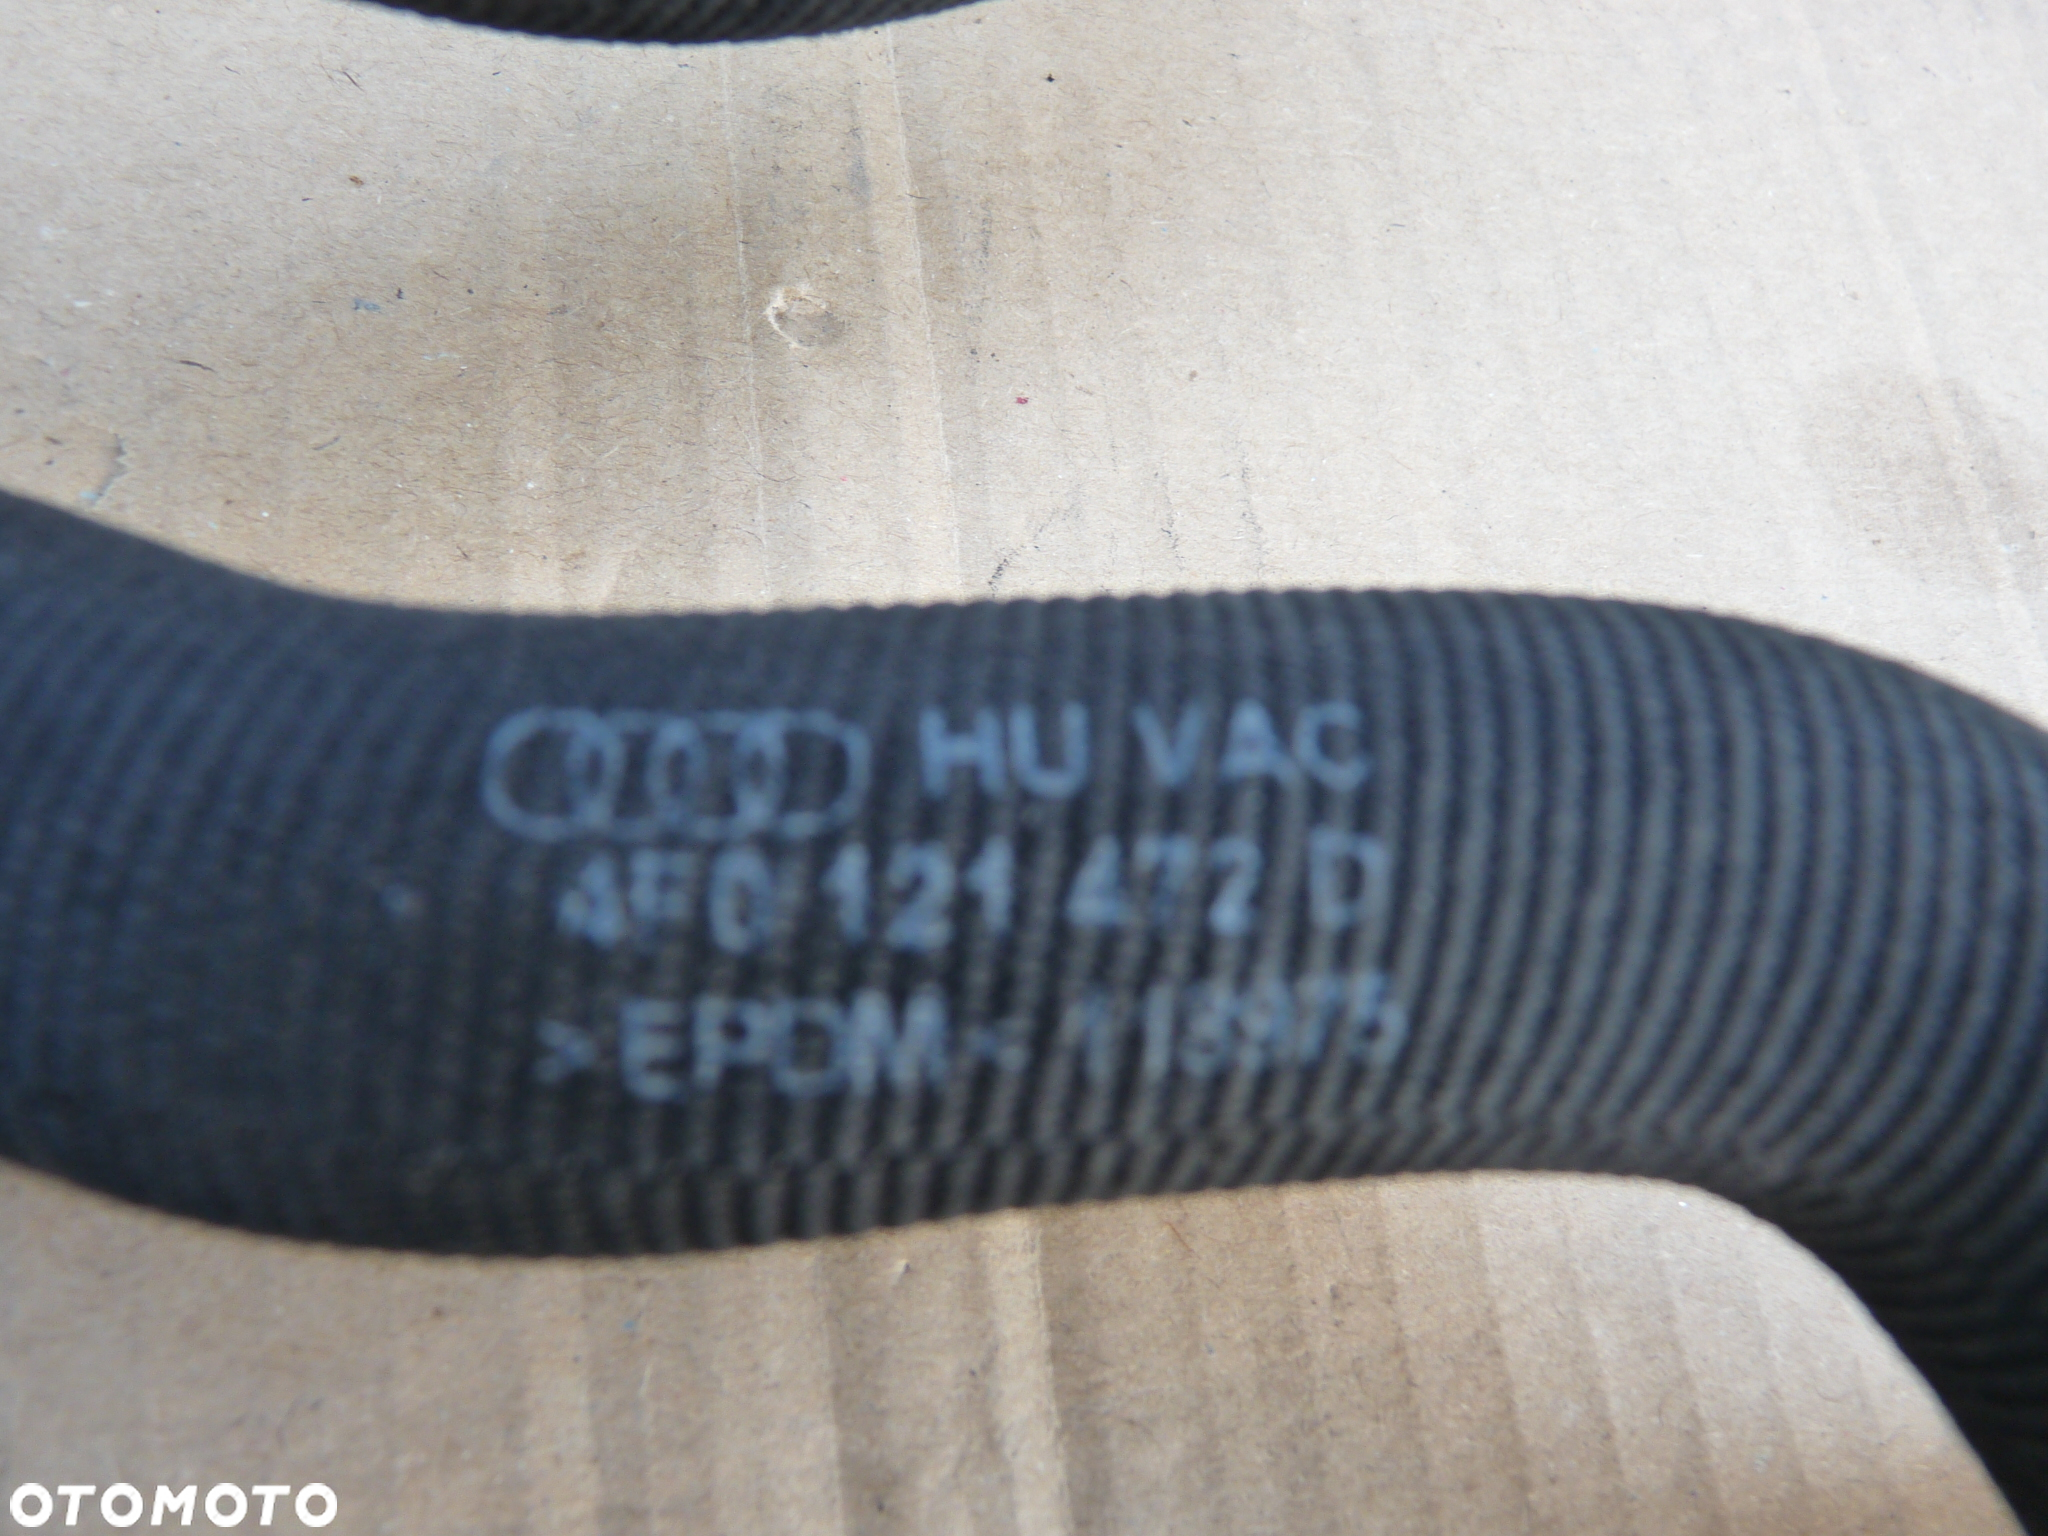 HU VAC
4F0 121 472 D
>EPDM<
OTOMOTO